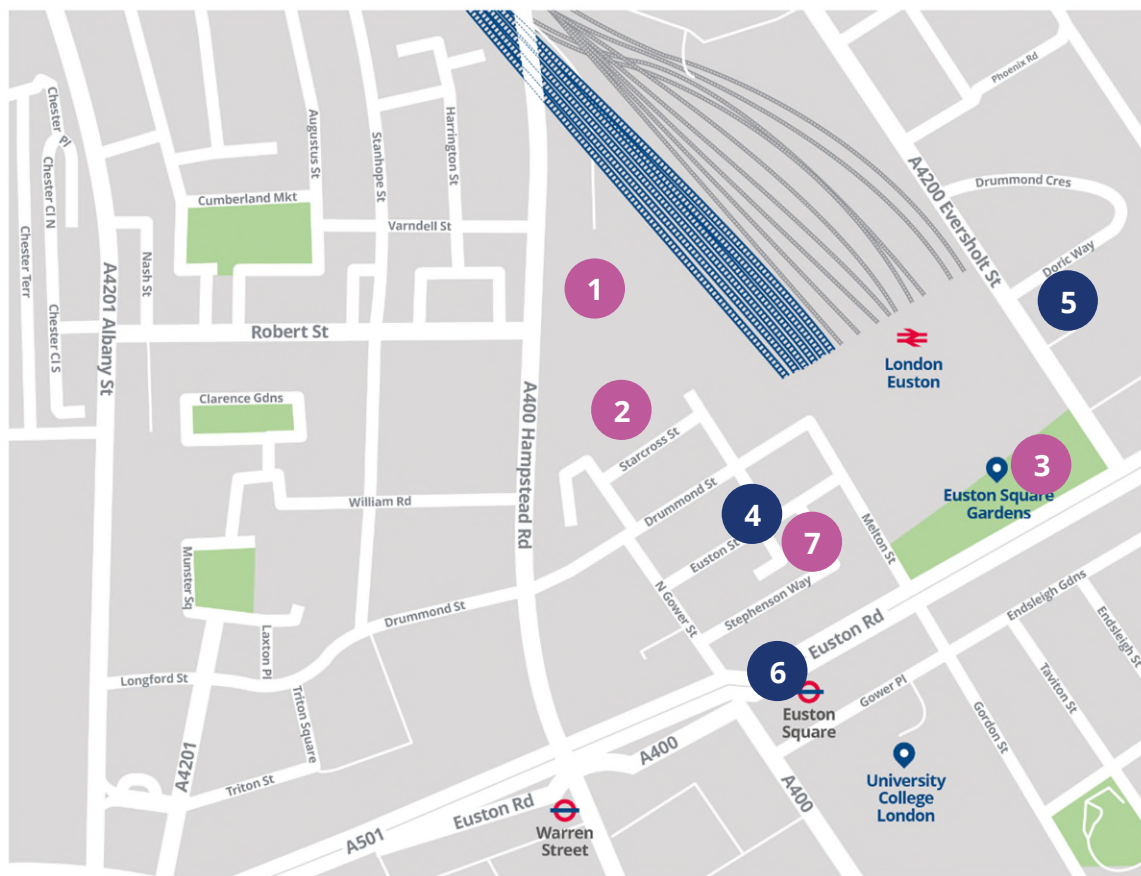 Phoenix Rd
Chester Pl
Augustus St
Stanhope St
Harrington St
A4200 Eversholt St
Drummond Cres
Chester Cl N
Cumberland Mkt
Varndell St
Doric Way
Chester Terr
Nash St
A4201 Albany St
1
5
Chester Cl S
Robert St
London
Euston
Clarence Gdns
A400 Hampstead Rd
2
Starcross St
3
Euston Square
Gardens
William Rd
Drummond St
4
Melton St
7
Euston St
Munster Sq
Stephenson Way
N Gower St
Drummond St
Euston Rd
Endsleigh Gdns
Endsleigh St
Laxton Pl
Longford St
6
Taviton St
Triton Square
Euston
Square
Gower Pl
Gordon St
A4201
Triton St
A400
A400
University
College
London
Euston Rd
A501
Warren
Street